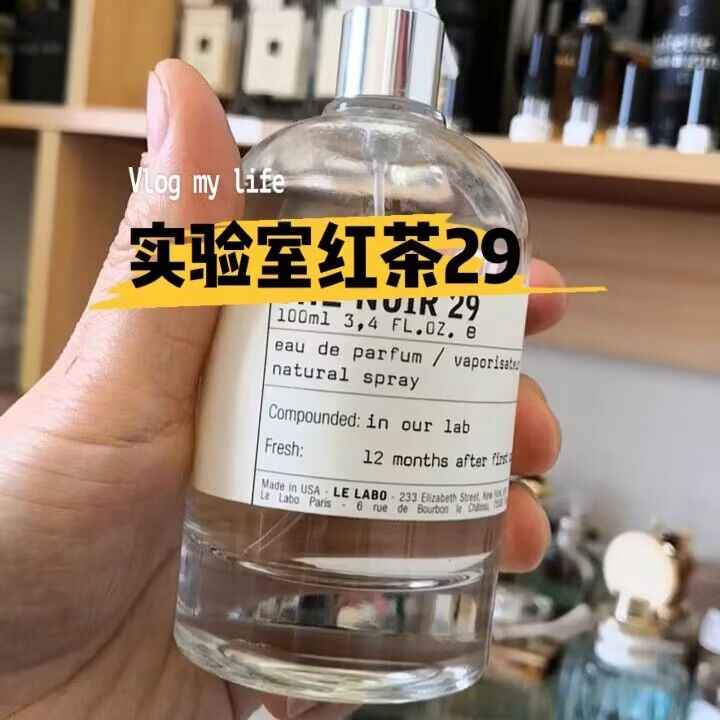 Vlog my life
实验室红茶29
NOIR 29
100ml 3,4 FL.OZ. e
eau de parfum / vaporisate
natural spray
Compounded: in our lab
Fresh: 12 months after first
Made in USA - LE LABO - 233 Elizabeth Street, New York,
Le Labo Paris - 6 rue de Bourbon le Château,